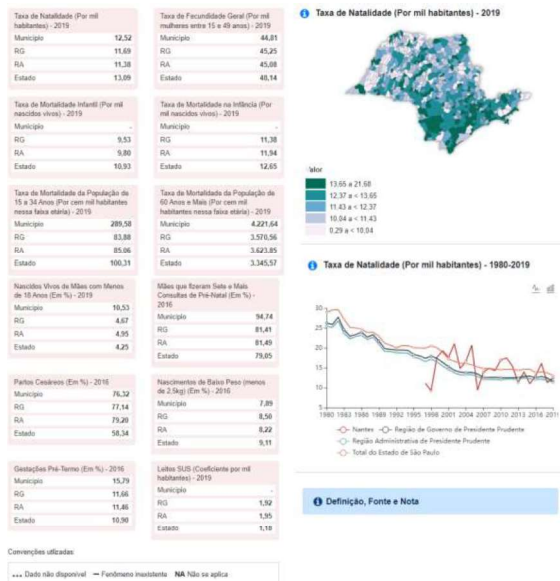 Taxa de Natalidade (Por mil
habitantes) - 2019
Município 12,52
RG 11,69
RA 11,38
Estado 13,09
Taxa de Fecundidade Geral (Por mil
mulheres entre 15 e 49 anos) - 2019
Município 44,81
RG 45,25
RA 45,08
Estado 48,14
Taxa de Mortalidade Infantil (Por mil
nascidos vivos) - 2019
Município -
RG 9,53
RA 9,80
Estado 10,93
Taxa de Mortalidade na Infância (Por
mil nascidos vivos) - 2019
Município -
RG 11,38
RA 11,94
Estado 12,65
Taxa de Mortalidade da População de
15 a 34 Anos (Por cem mil habitantes
nessa faixa etária) - 2019
Município 289,58
RG 83,88
RA 85,06
Estado 100,31
Taxa de Mortalidade da População de
60 Anos e Mais (Por cem mil
habitantes nessa faixa etária) - 2019
Município 4.221,64
RG 3.570,56
RA 3.623,85
Estado 3.345,57
Nascidos Vivos de Mães com Menos
de 18 Anos (Em %) - 2019
Município 10,53
RG 4,67
RA 4,95
Estado 4,25
Mães que fizeram Sete e Mais
Consultas de Pré-Natal (Em %) -
2016
Município 94,74
RG 81,41
RA 81,49
Estado 79,05
Partos Cesáreos (Em %) - 2016
Município 76,32
RG 77,14
RA 79,20
Estado 58,34
Nascimentos de Baixo Peso (menos
de 2,5kg) (Em %) - 2016
Município 7,89
RG 8,50
RA 8,22
Estado 9,11
Gestações Pré-Termo (Em %) - 2016
Município 15,79
RG 11,66
RA 11,46
Estado 10,90
Leitos SUS (Coeficiente por mil
habitantes) - 2019
Município -
RG 1,92
RA 1,95
Estado 1,18
Convenções utilizadas
... Dado não disponível — Fenômeno inexistente NA Não se aplica
Taxa de Natalidade (Por mil habitantes) - 2019
Valor
13,65 a 21,68
12,37 a < 13,65
11,43 a < 12,37
10,04 a < 11,43
0,29 a < 10,04
Taxa de Natalidade (Por mil habitantes) - 1980-2019
30
25
20
15
10
5
1980 1983 1986 1989 1992 1995 1998 2001 2004 2007 2010 2013 2016 2019
Nantes Região de Governo de Presidente Prudente
Região Administrativa de Presidente Prudente
Total do Estado de São Paulo
Definição, Fonte e Nota